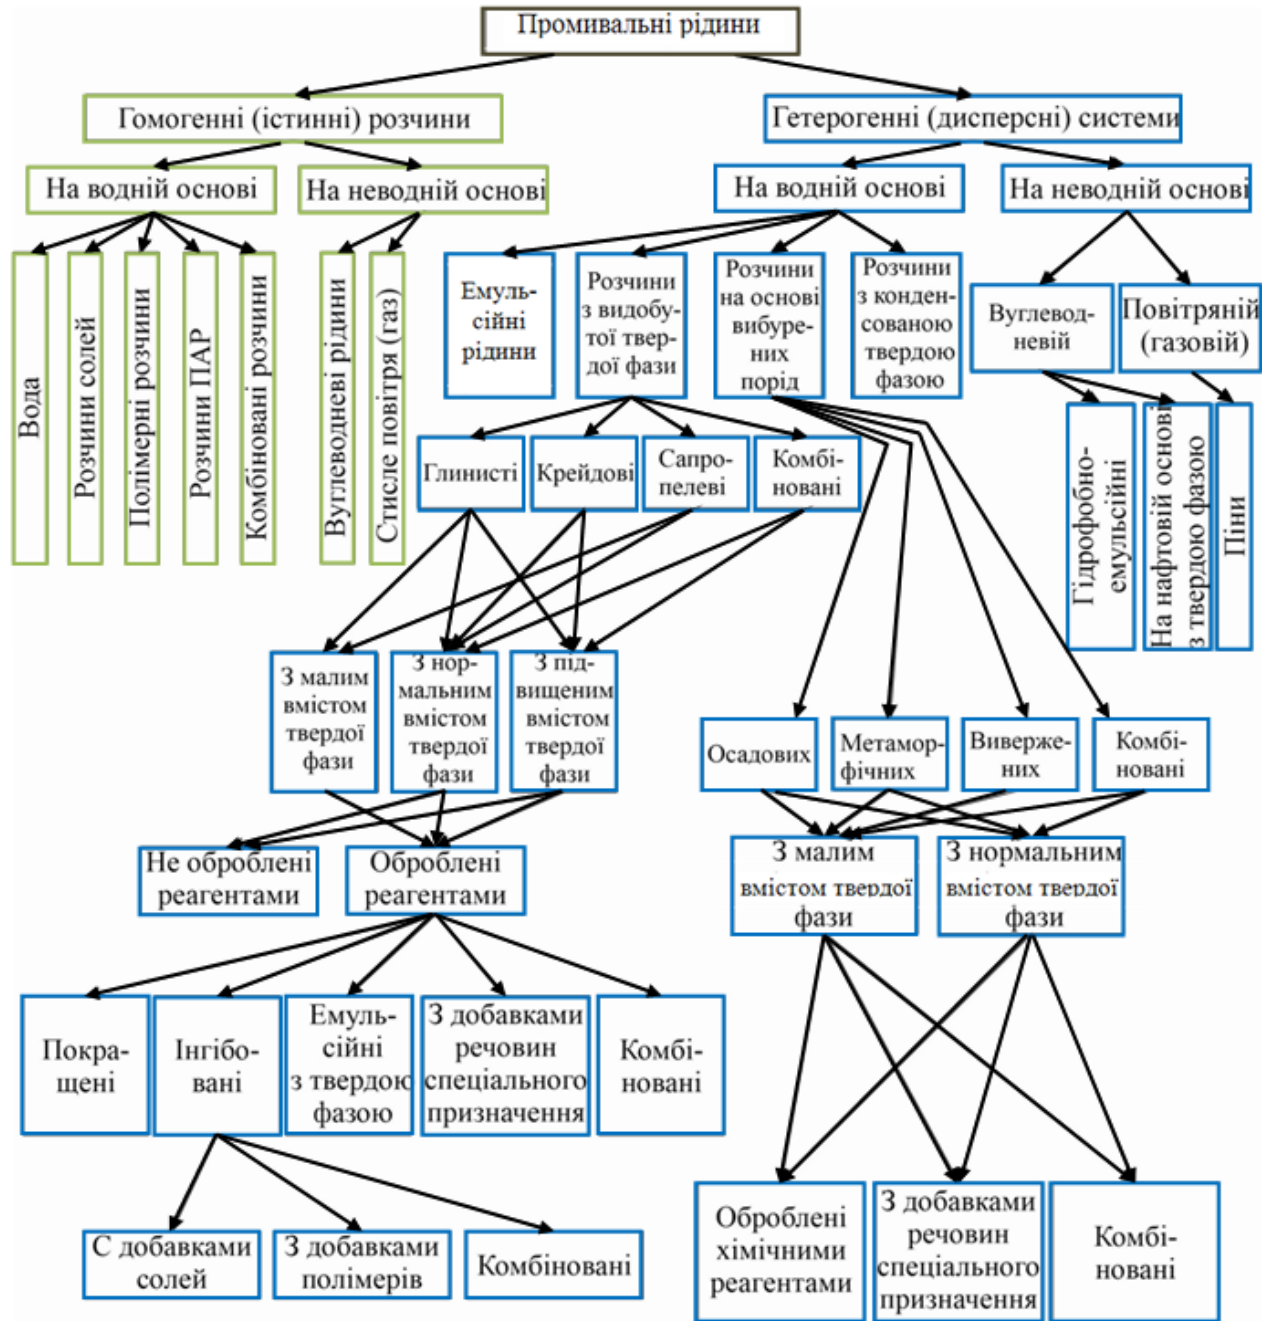 Промивальні рідини
Гомогенні (істинні) розчини
Гетерогенні (дисперсні) системи
На водній основі
На неводній основі
На водній основі
На неводній основі
Вода
Розчини солей
Полімерні розчини
Розчини ПАР
Комбіновані розчини
Вуглеводневі рідини
Стисле повітря (газ)
Емуль-
сійні
рідини
Розчини
з видобу-
тої твер-
дої фази
Розчини
на основі
вибуре-
них
порід
Розчини
з конден-
сованою
твердою
фазою
Вуглевод-
невій
Повітряній
(газовій)
Гідрофобно-
емульсійні
На нафтовій основі
з твердою фазою
Піни
Глинисті
Крейдові
Сапро-
пелеві
Комбі-
новані
З малим
вмістом
твердої
фази
З нор-
мальним
вмістом
твердої
фази
З під-
вищеним
вмістом
твердої
фази
Осадових
Метамор-
фічних
Виверже-
них
Комбі-
новані
Не оброблені
реагентами
Оброблені
реагентами
З малим
вмістом твердої
фази
З нормальним
вмістом твердої
фази
Покра-
щені
Інгібо-
вані
Емуль-
сійні
з твердою
фазою
З добавками
речовин
спеціального
призначення
Комбі-
новані
С добавками
солей
З добавками
полімерів
Комбіновані
Оброблені
хімічними
реагентами
З добавками
речовин
спеціального
призначення
Комбі-
новані